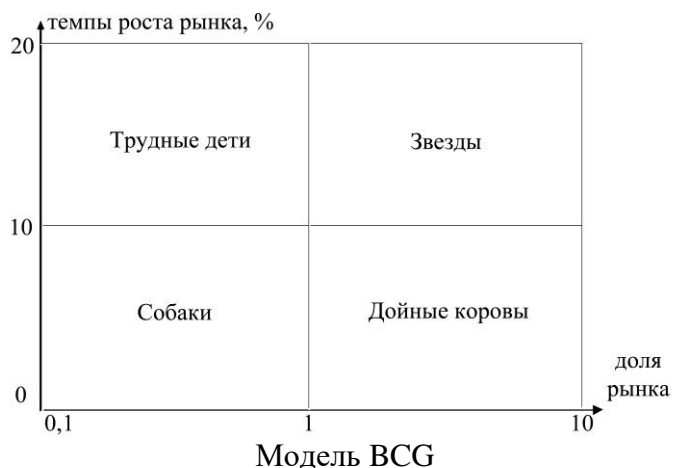 темпы роста рынка, %
20
Трудные дети
Звезды
10
Собаки
Дойные коровы
0
доля
рынка
0,1
1
10
Модель BCG